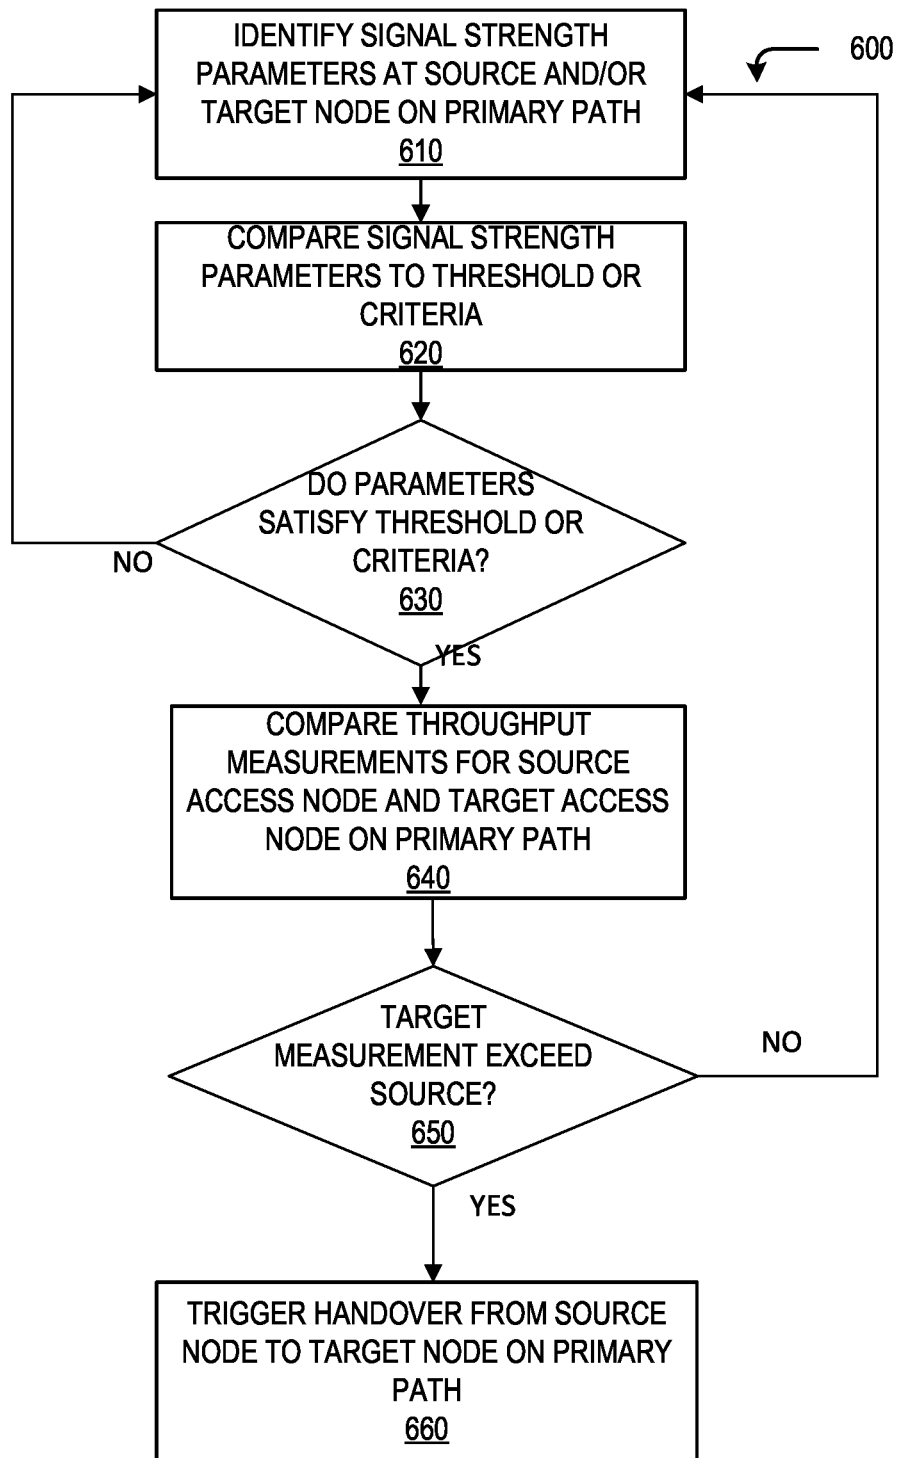 IDENTIFY SIGNAL STRENGTH
PARAMETERS AT SOURCE AND/OR
TARGET NODE ON PRIMARY PATH
610
600
COMPARE SIGNAL STRENGTH
PARAMETERS TO THRESHOLD OR
CRITERIA
620
DO PARAMETERS
SATISFY THRESHOLD OR
CRITERIA?
630
NO
YES
COMPARE THROUGHPUT
MEASUREMENTS FOR SOURCE
ACCESS NODE AND TARGET ACCESS
NODE ON PRIMARY PATH
640
TARGET
MEASUREMENT EXCEED
SOURCE?
650
NO
YES
TRIGGER HANDOVER FROM SOURCE
NODE TO TARGET NODE ON PRIMARY
PATH
660